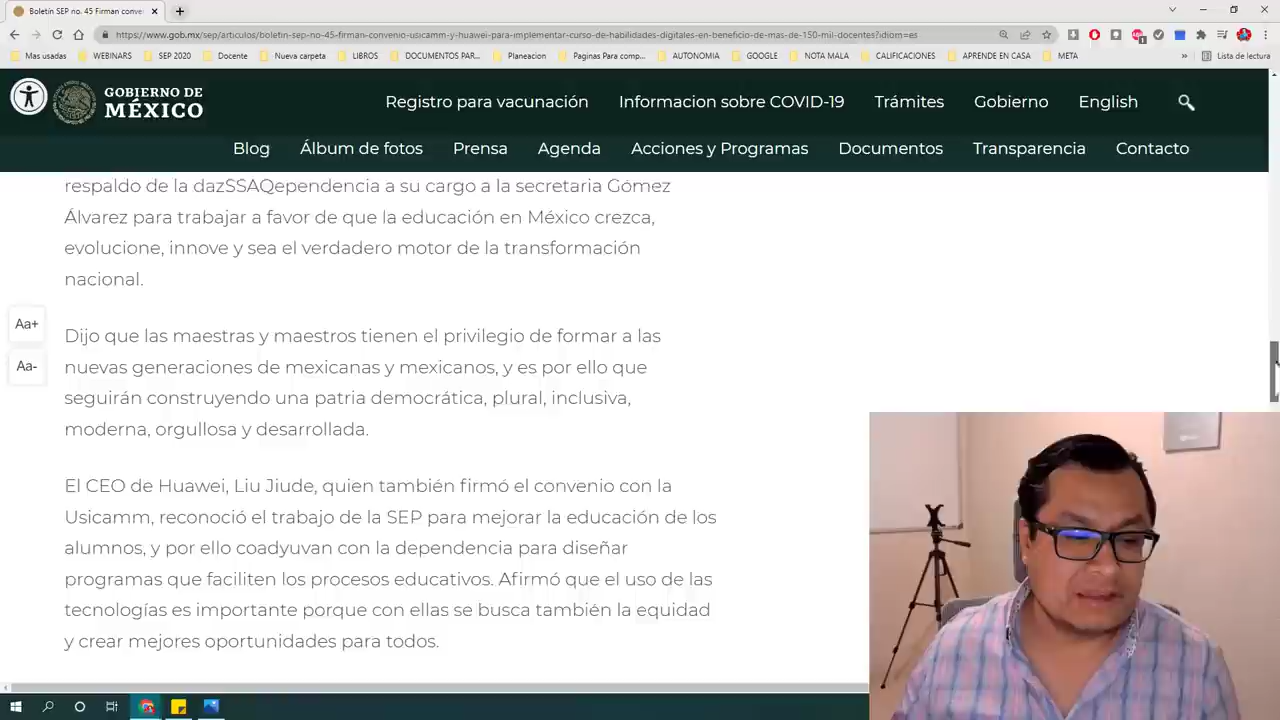 Boletín SEP no. 45 Firman conve
https://www.gob.mx/sep/articulos/boletin-sep-no-45-firman-convenio-usicamm-y-huawei-para-implementar-curso-de-habilidades-digitales-en-beneficio-de-mas-de-150-mil-docentes?idiom=es
Mas usadas
WEBINARS
SEP 2020
Docente
Nueva carpeta
LIBROS
DOCUMENTOS PAR...
Planeacion
Paginas Para comp...
AUTONOMIA
GOOGLE
NOTA MALA
CALIFICACIONES
APRENDE EN CASA
META
»
Lista de lectura
GOBIERNO DE
MÉXICO
Registro para vacunación
Informacion sobre COVID-19
Trámites
Gobierno
English
Blog
Álbum de fotos
Prensa
Agenda
Acciones y Programas
Documentos
Transparencia
Contacto
respaldo de la dazSSAQependencia a su cargo a la secretaria Gómez
Álvarez para trabajar a favor de que la educación en México crezca,
evolucione, innove y sea el verdadero motor de la transformación
nacional.
Aa+
Aa-
Dijo que las maestras y maestros tienen el privilegio de formar a las
nuevas generaciones de mexicanas y mexicanos, y es por ello que
seguirán construyendo una patria democrática, plural, inclusiva,
moderna, orgullosa y desarrollada.
El CEO de Huawei, Liu Jiude, quien también firmó el convenio con la
Usicamm, reconoció el trabajo de la SEP para mejorar la educación de los
alumnos, y por ello coadyuvan con la dependencia para diseñar
programas que faciliten los procesos educativos. Afirmó que el uso de las
tecnologías es importante porque con ellas se busca también la equidad
y crear mejores oportunidades para todos.